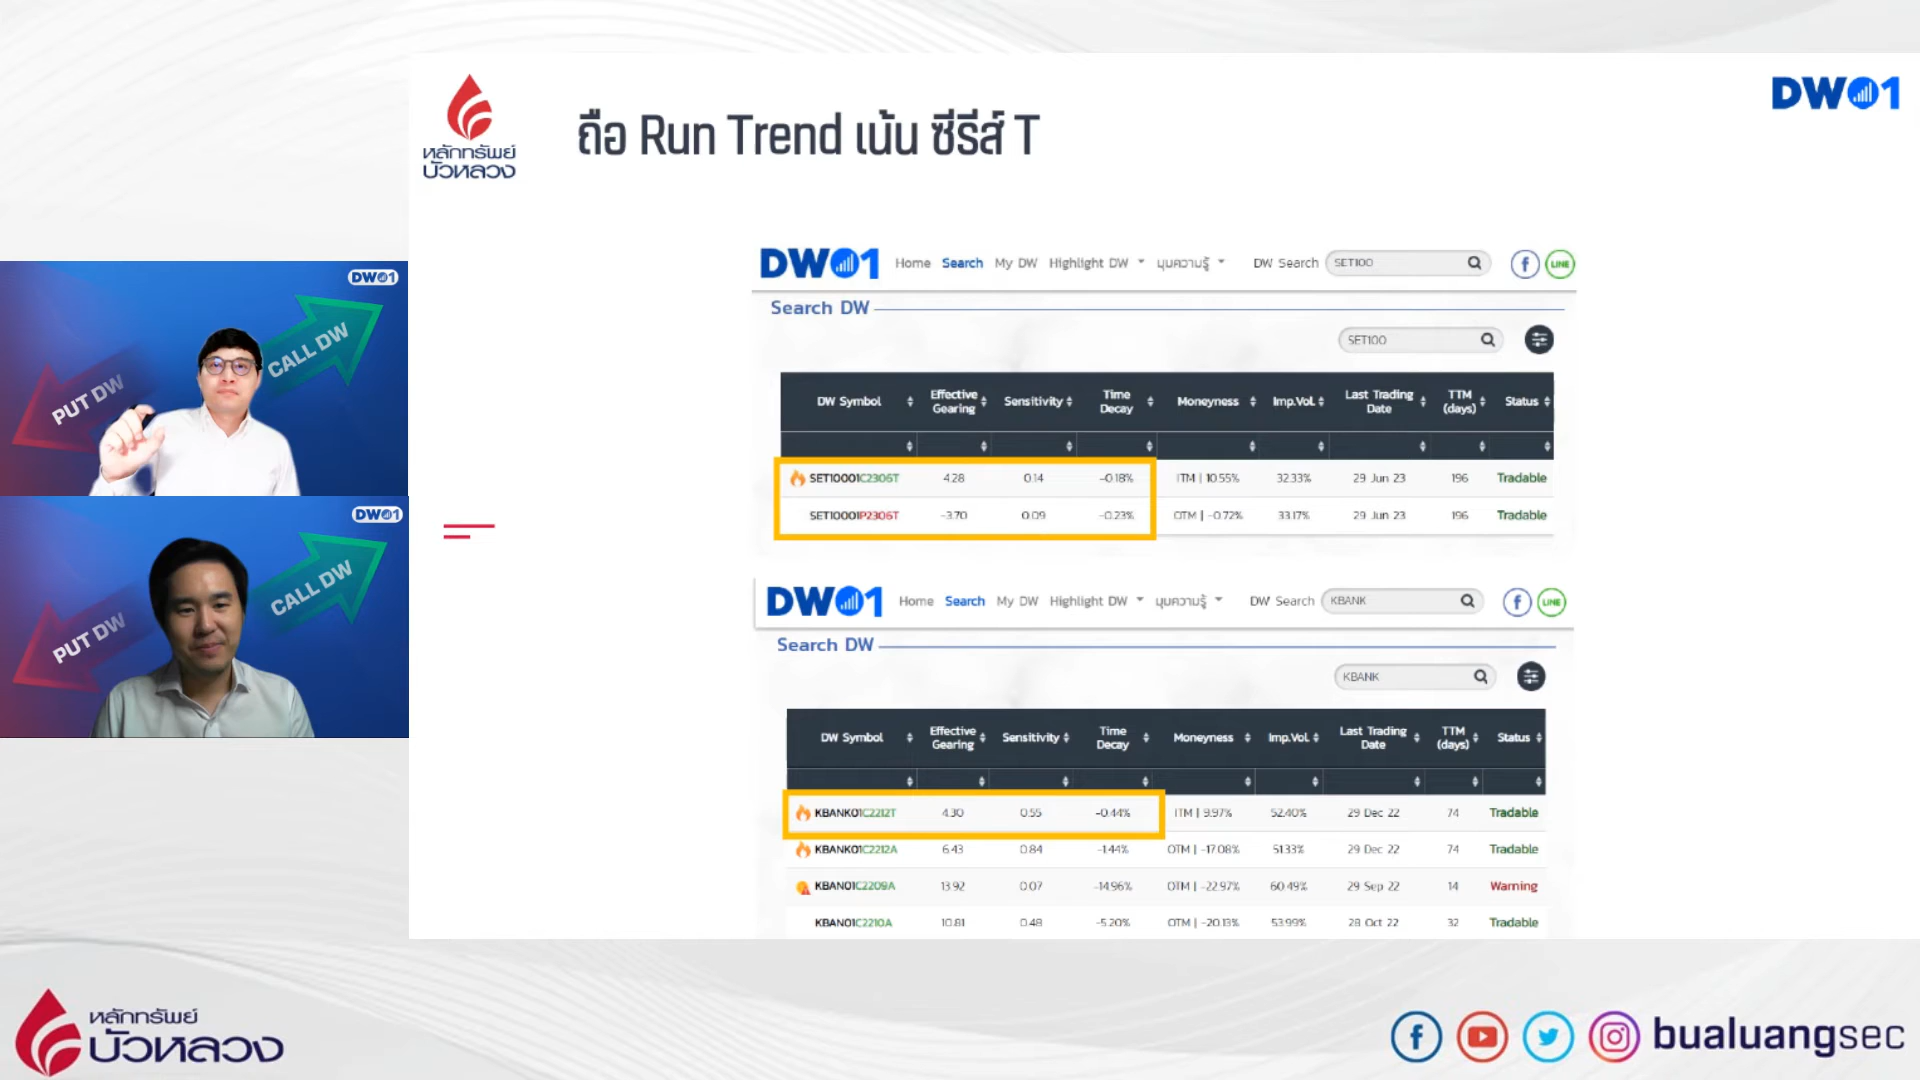 หลักทรัพย์
บัวหลวง
ถือ Run Trend เน้น ซีรีส์ T
DW01
DW01
CALL DW
PUT DW
DW01
CALL DW
PUT DW
DW01 Home Search My DW Highlight DW มุมความรู้ DW Search SET100 f LINE
Search DW
SET100
DW Symbol Effective Gearing Sensitivity Time Decay Moneyness Imp.Vol. Last Trading Date TTM (days) Status
SET10001C2306T 4.28 0.14 -0.18% ITM | 10.55% 32.33% 29 Jun 23 196 Tradable
SET10001P2306T -3.70 0.09 -0.23% OTM | -0.72% 33.17% 29 Jun 23 196 Tradable
DW01 Home Search My DW Highlight DW มุมความรู้ DW Search KBANK f LINE
Search DW
KBANK
DW Symbol Effective Gearing Sensitivity Time Decay Moneyness Imp.Vol. Last Trading Date TTM (days) Status
KBANK01C2212T 4.30 0.55 -0.44% ITM | 9.97% 52.40% 29 Dec 22 74 Tradable
KBANK01C2212A 6.43 0.84 -1.44% OTM | -17.08% 51.33% 29 Dec 22 74 Tradable
KBAN01C2209A 13.92 0.07 -14.96% OTM | -22.97% 60.49% 29 Sep 22 14 Warning
KBAN01C2210A 10.81 0.48 -5.20% OTM | -20.13% 53.99% 28 Oct 22 32 Tradable
หลักทรัพย์
บัวหลวง
bualuangsec